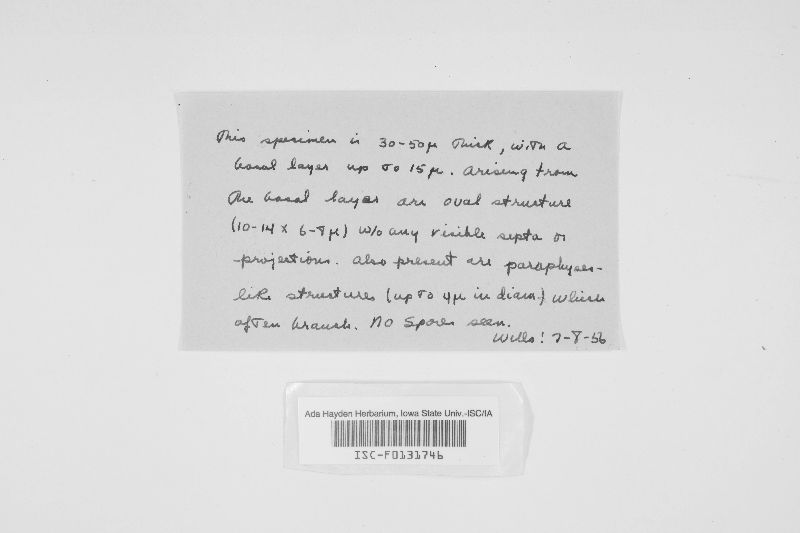 This specimen is 30-50µ thick, with a
basal layer up to 15µ. arising from
the basal layer are oval structure
(10-14 x 6-8µ) w/o any visible septa or
projections. also present are paraphyses-
like structures (up to 4µ in diam.) which
often branch. No Spores seen.
Wells! 7-8-56
Ada Hayden Herbarium, Iowa State Univ.-ISC/IA
ISC-F0131746